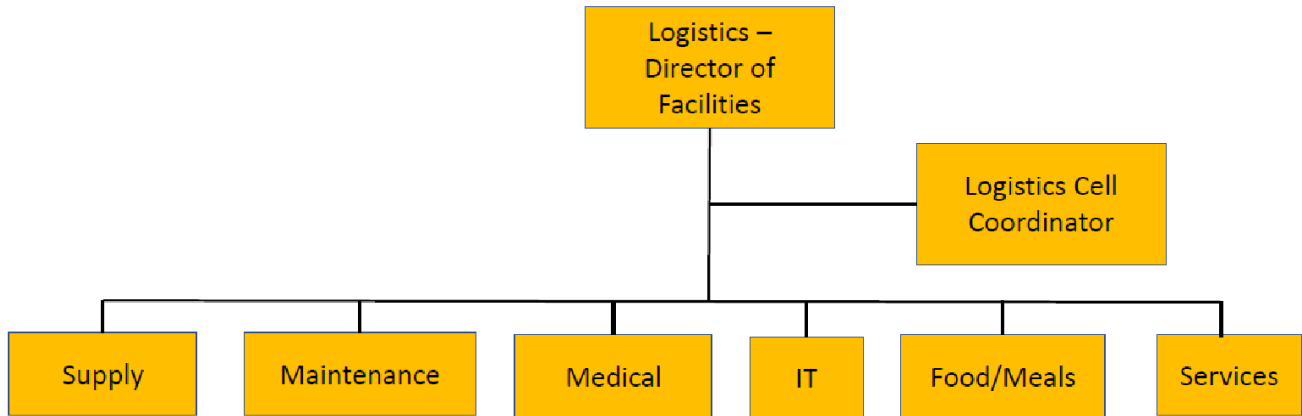 Logistics –
Director of
Facilities
Logistics Cell
Coordinator
Supply
Maintenance
Medical
IT
Food/Meals
Services